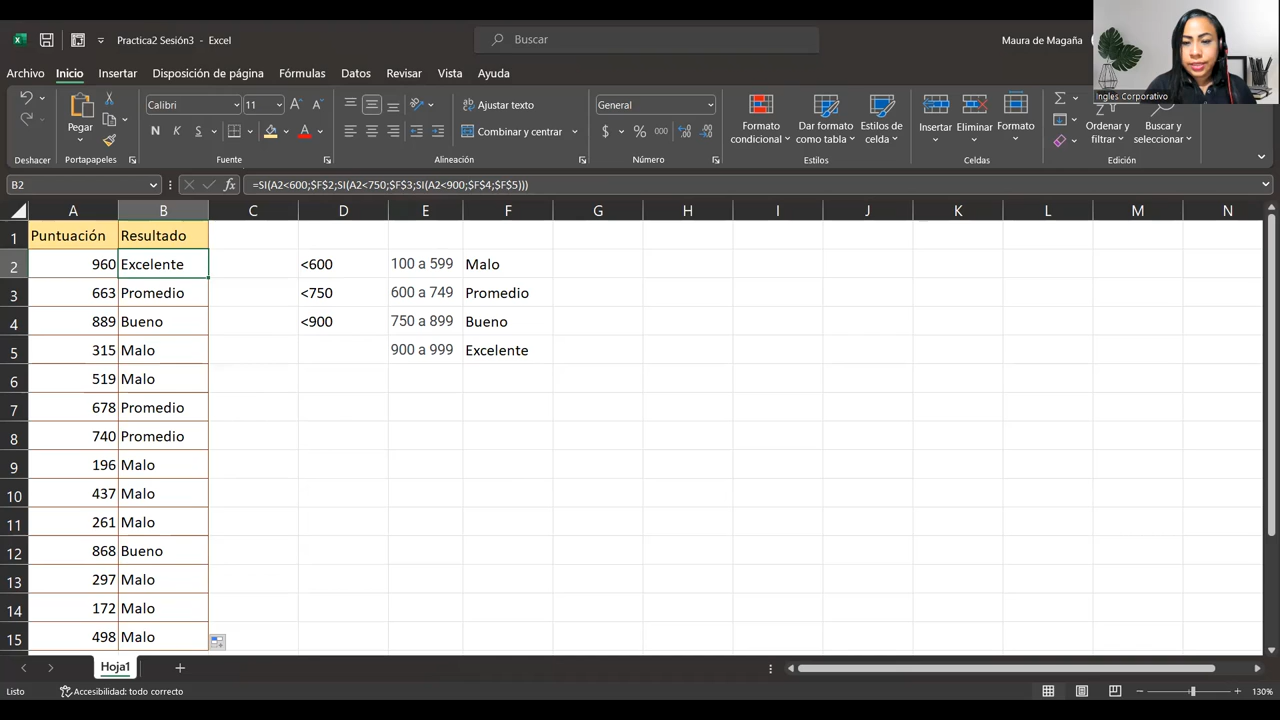 Practica2 Sesión3 - Excel
Buscar
Maura de Magaña
Ingles Corporativo
Archivo Inicio Insertar Disposición de página Fórmulas Datos Revisar Vista Ayuda
Calibri 11
Ajustar texto
General
Pegar
N K S
Combinar y centrar
$ % 000
Formato condicional
Dar formato como tabla
Estilos de celda
Insertar
Eliminar
Formato
Ordenar y filtrar
Buscar y seleccionar
Deshacer Portapapeles Fuente Alineación Número Estilos Celdas Edición
B2 fx =SI(A2<600;$F$2;SI(A2<750;$F$3;SI(A2<900;$F$4;$F$5)))
A B C D E F G H I J K L M N
1 Puntuación Resultado
2 960 Excelente <600 100 a 599 Malo
3 663 Promedio <750 600 a 749 Promedio
4 889 Bueno <900 750 a 899 Bueno
5 315 Malo 900 a 999 Excelente
6 519 Malo
7 678 Promedio
8 740 Promedio
9 196 Malo
10 437 Malo
11 261 Malo
12 868 Bueno
13 297 Malo
14 172 Malo
15 498 Malo
Hoja1
Listo Accesibilidad: todo correcto 130%